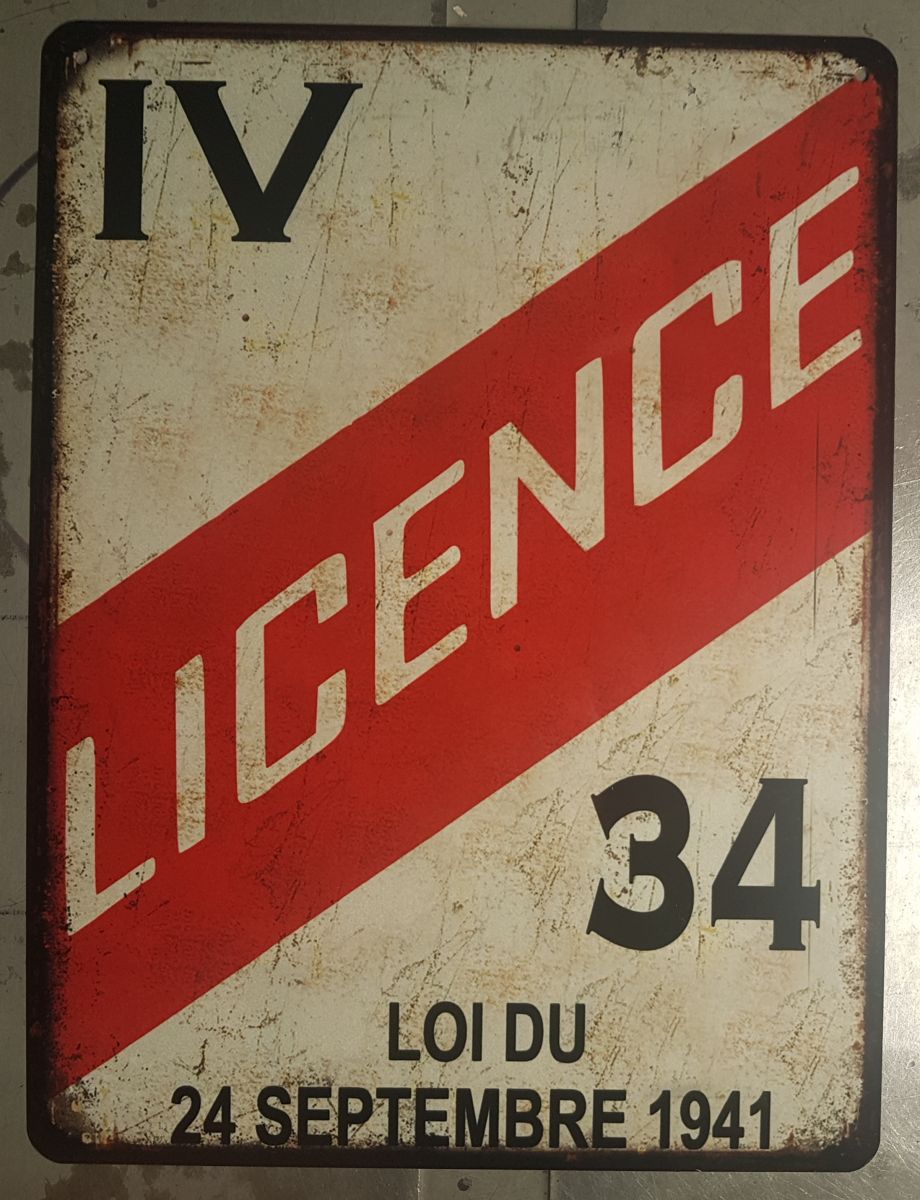 IV
LICENCE
34
LOI DU
24 SEPTEMBRE 1941